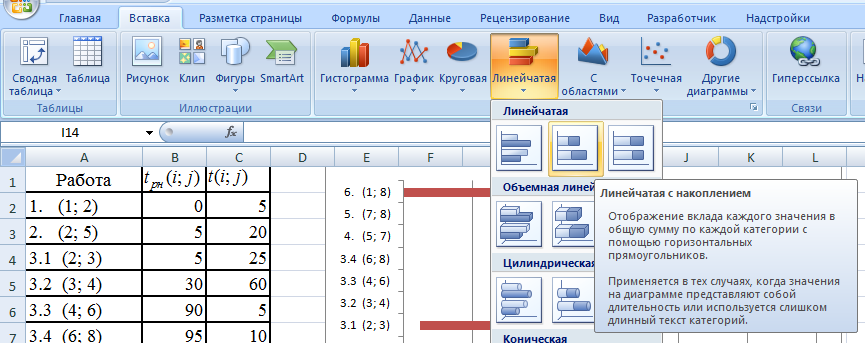 Главная Вставка Разметка страницы Формулы Данные Рецензирование Вид Разработчик Надстройки
Сводная таблица Таблица Рисунок Клип Фигуры SmartArt Гистограмма График Круговая Линейчатая С областями Точечная Другие диаграммы Гиперссылка
Таблицы Иллюстрации Связи
I14 fx
Линейчатая
A B C D E F J K L
1 Работа t рн (i; j) t(i; j)
2 1. (1; 2) 0 5
3 2. (2; 5) 5 20
4 3.1 (2; 3) 5 25
5 3.2 (3; 4) 30 60
6 3.3 (4; 6) 90 5
7 3.4 (6; 8) 95 10
6. (1; 8)
5. (7; 8)
4. (5; 7)
3.4 (6; 8)
3.3 (4; 6)
3.2 (3; 4)
3.1 (2; 3)
Объемная линей
Цилиндрическая
Коническая
Линейчатая с накоплением
Отображение вклада каждого значения в
общую сумму по каждой категории с
помощью горизонтальных
прямоугольников.
Применяется в тех случаях, когда значения
на диаграмме представляют собой
длительность или используется слишком
длинный текст категорий.